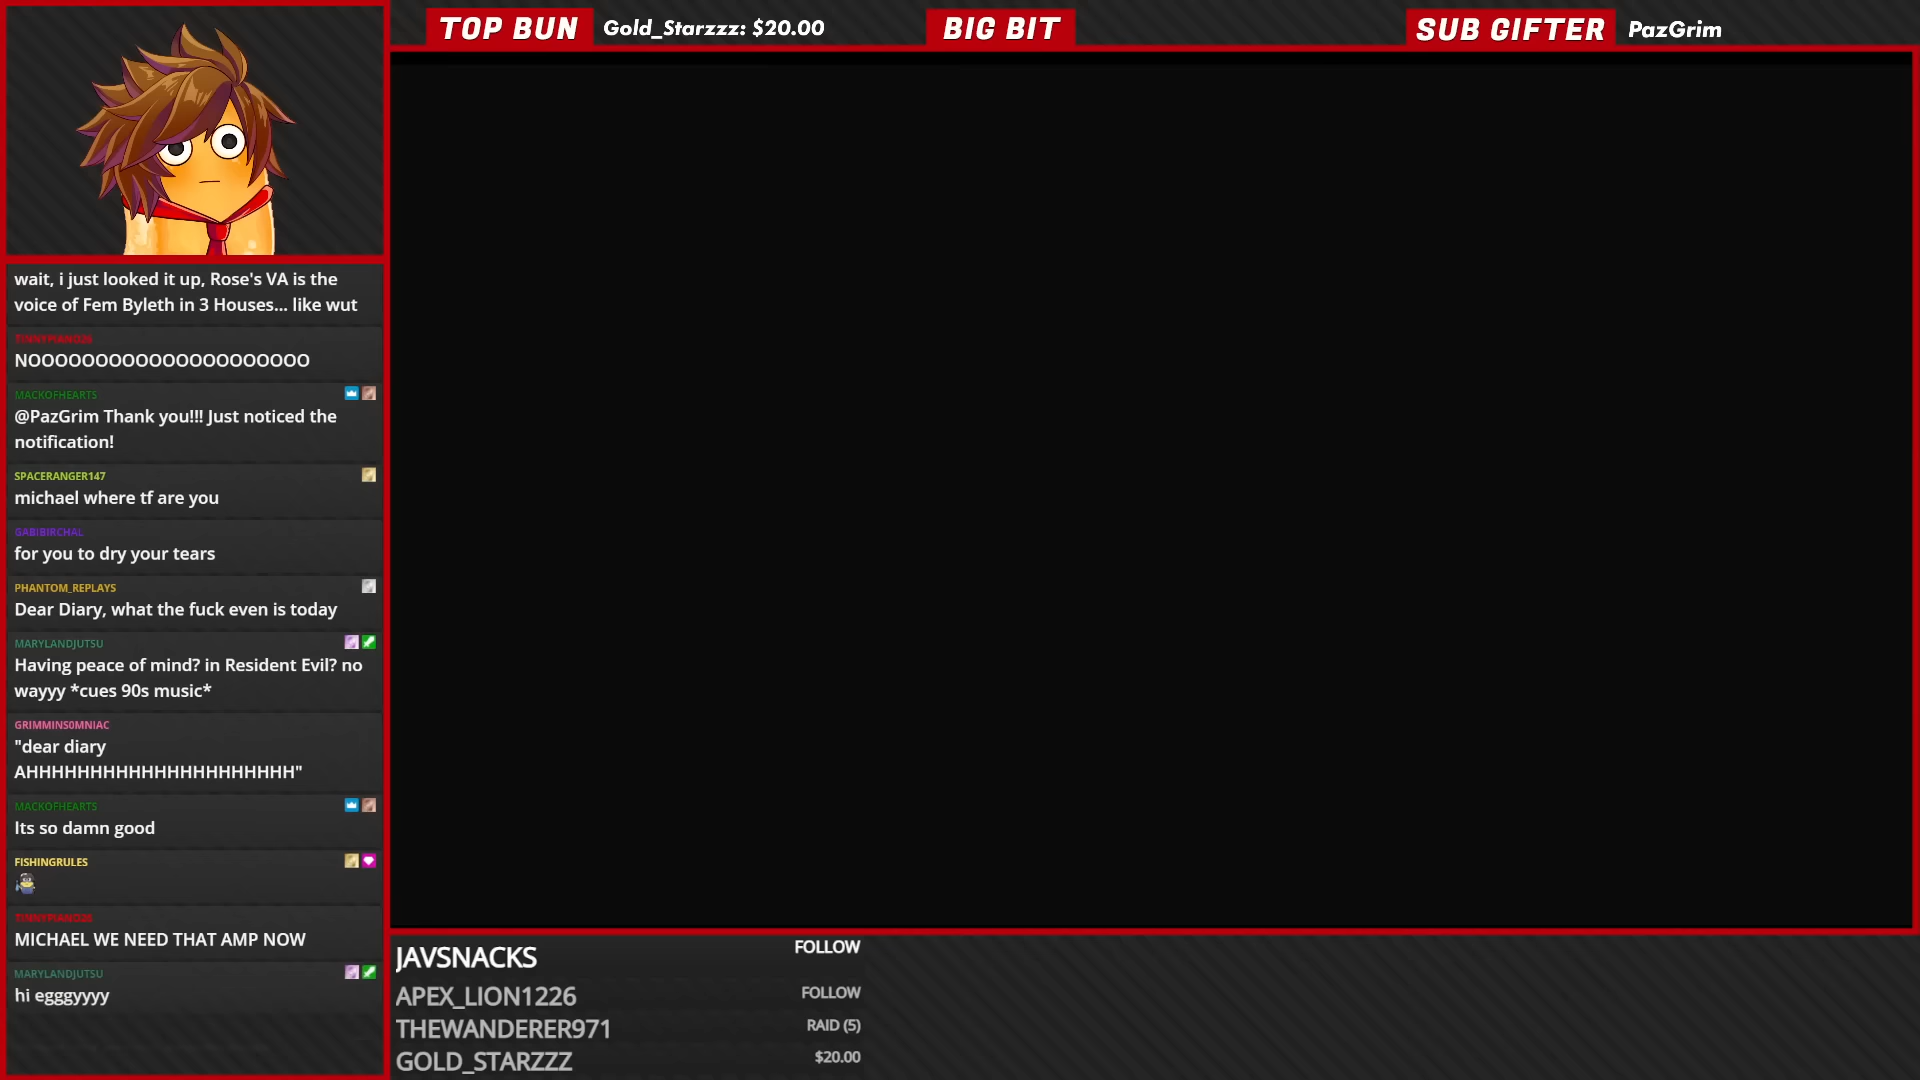 TOP BUN Gold_Starzzz: $20.00 BIG BIT SUB GIFTER PazGrim
wait, i just looked it up, Rose's VA is the
voice of Fem Byleth in 3 Houses... like wut
TINNYPIANO26
NOOOOOOOOOOOOOOOOOOOOO
MACKOFHEARTS
@PazGrim Thank you!!! Just noticed the
notification!
SPACERANGER147
michael where tf are you
GABIBIRCHAL
for you to dry your tears
PHANTOM_REPLAYS
Dear Diary, what the fuck even is today
MARYLANDJUTSU
Having peace of mind? in Resident Evil? no
wayyy *cues 90s music*
GRIMMINS0MNIAC
"dear diary
AHHHHHHHHHHHHHHHHHHHHH"
MACKOFHEARTS
Its so damn good
FISHINGRULES
TINNYPIANO26
MICHAEL WE NEED THAT AMP NOW
MARYLANDJUTSU
hi egggyyyy
JAVSNACKS FOLLOW
APEX_LION1226 FOLLOW
THEWANDERER971 RAID (5)
GOLD_STARZZZ $20.00